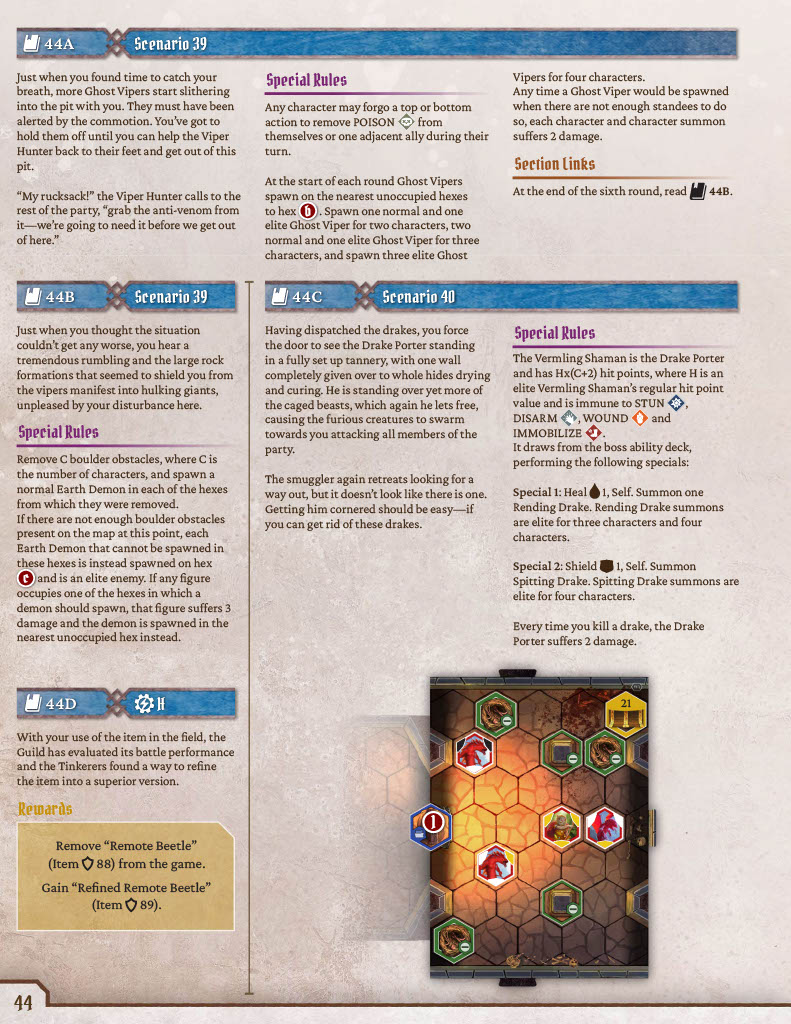 44A
Scenario 39
Just when you found time to catch your
breath, more Ghost Vipers start slithering
into the pit with you. They must have been
alerted by the commotion. You've got to
hold them off until you can help the Viper
Hunter back to their feet and get out of this
pit.
“My rucksack!” the Viper Hunter calls to the
rest of the party, “grab the anti-venom from
it—we're going to need it before we get out
of here.”
Special Rules
Any character may forgo a top or bottom
action to remove POISON from
themselves or one adjacent ally during their
turn.
At the start of each round Ghost Vipers
spawn on the nearest unoccupied hexes
to hex b. Spawn one normal and one
elite Ghost Viper for two characters, two
normal and one elite Ghost Viper for three
characters, and spawn three elite Ghost
Vipers for four characters.
Any time a Ghost Viper would be spawned
when there are not enough standees to do
so, each character and character summon
suffers 2 damage.
Section Links
At the end of the sixth round, read 44B.
44B
Scenario 39
Just when you thought the situation
couldn't get any worse, you hear a
tremendous rumbling and the large rock
formations that seemed to shield you from
the vipers manifest into hulking giants,
unpleased by your disturbance here.
Special Rules
Remove C boulder obstacles, where C is
the number of characters, and spawn a
normal Earth Demon in each of the hexes
from which they were removed.
If there are not enough boulder obstacles
present on the map at this point, each
Earth Demon that cannot be spawned in
these hexes is instead spawned on hex
c and is an elite enemy. If any figure
occupies one of the hexes in which a
demon should spawn, that figure suffers 3
damage and the demon is spawned in the
nearest unoccupied hex instead.
44D
H
With your use of the item in the field, the
Guild has evaluated its battle performance
and the Tinkerers found a way to refine
the item into a superior version.
Rewards
Remove “Remote Beetle”
(Item 88) from the game.
Gain “Refined Remote Beetle”
(Item 89).
44C
Scenario 40
Having dispatched the drakes, you force
the door to see the Drake Porter standing
in a fully set up tannery, with one wall
completely given over to whole hides drying
and curing. He is standing over yet more of
the caged beasts, which again he lets free,
causing the furious creatures to swarm
towards you attacking all members of the
party.
The smuggler again retreats looking for a
way out, but it doesn't look like there is one.
Getting him cornered should be easy—if
you can get rid of these drakes.
Special Rules
The Vermling Shaman is the Drake Porter
and has Hx(C+2) hit points, where H is an
elite Vermling Shaman's regular hit point
value and is immune to STUN ,
DISARM , WOUND and
IMMOBILIZE .
It draws from the boss ability deck,
performing the following specials:
Special 1: Heal 1, Self. Summon one
Rending Drake. Rending Drake summons
are elite for three characters and four
characters.
Special 2: Shield 1, Self. Summon
Spitting Drake. Spitting Drake summons are
elite for four characters.
Every time you kill a drake, the Drake
Porter suffers 2 damage.
21
1
44